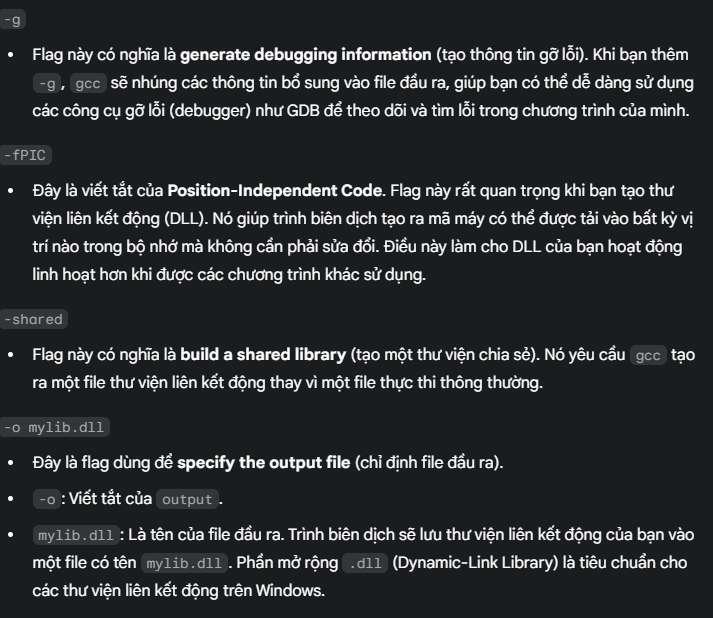 -g
• Flag này có nghĩa là generate debugging information (tạo thông tin gỡ lỗi). Khi bạn thêm
-g, gcc sẽ nhúng các thông tin bổ sung vào file đầu ra, giúp bạn có thể dễ dàng sử dụng
các công cụ gỡ lỗi (debugger) như GDB để theo dõi và tìm lỗi trong chương trình của mình.
-fPIC
• Đây là viết tắt của Position-Independent Code. Flag này rất quan trọng khi bạn tạo thư
viện liên kết động (DLL). Nó giúp trình biên dịch tạo ra mã máy có thể được tải vào bất kỳ vị
trí nào trong bộ nhớ mà không cần phải sửa đổi. Điều này làm cho DLL của bạn hoạt động
linh hoạt hơn khi được các chương trình khác sử dụng.
-shared
• Flag này có nghĩa là build a shared library (tạo một thư viện chia sẻ). Nó yêu cầu gcc tạo
ra một file thư viện liên kết động thay vì một file thực thi thông thường.
-o mylib.dll
• Đây là flag dùng để specify the output file (chỉ định file đầu ra).
• -o: Viết tắt của output.
• mylib.dll: Là tên của file đầu ra. Trình biên dịch sẽ lưu thư viện liên kết động của bạn vào
một file có tên mylib.dll. Phần mở rộng .dll (Dynamic-Link Library) là tiêu chuẩn cho
các thư viện liên kết động trên Windows.